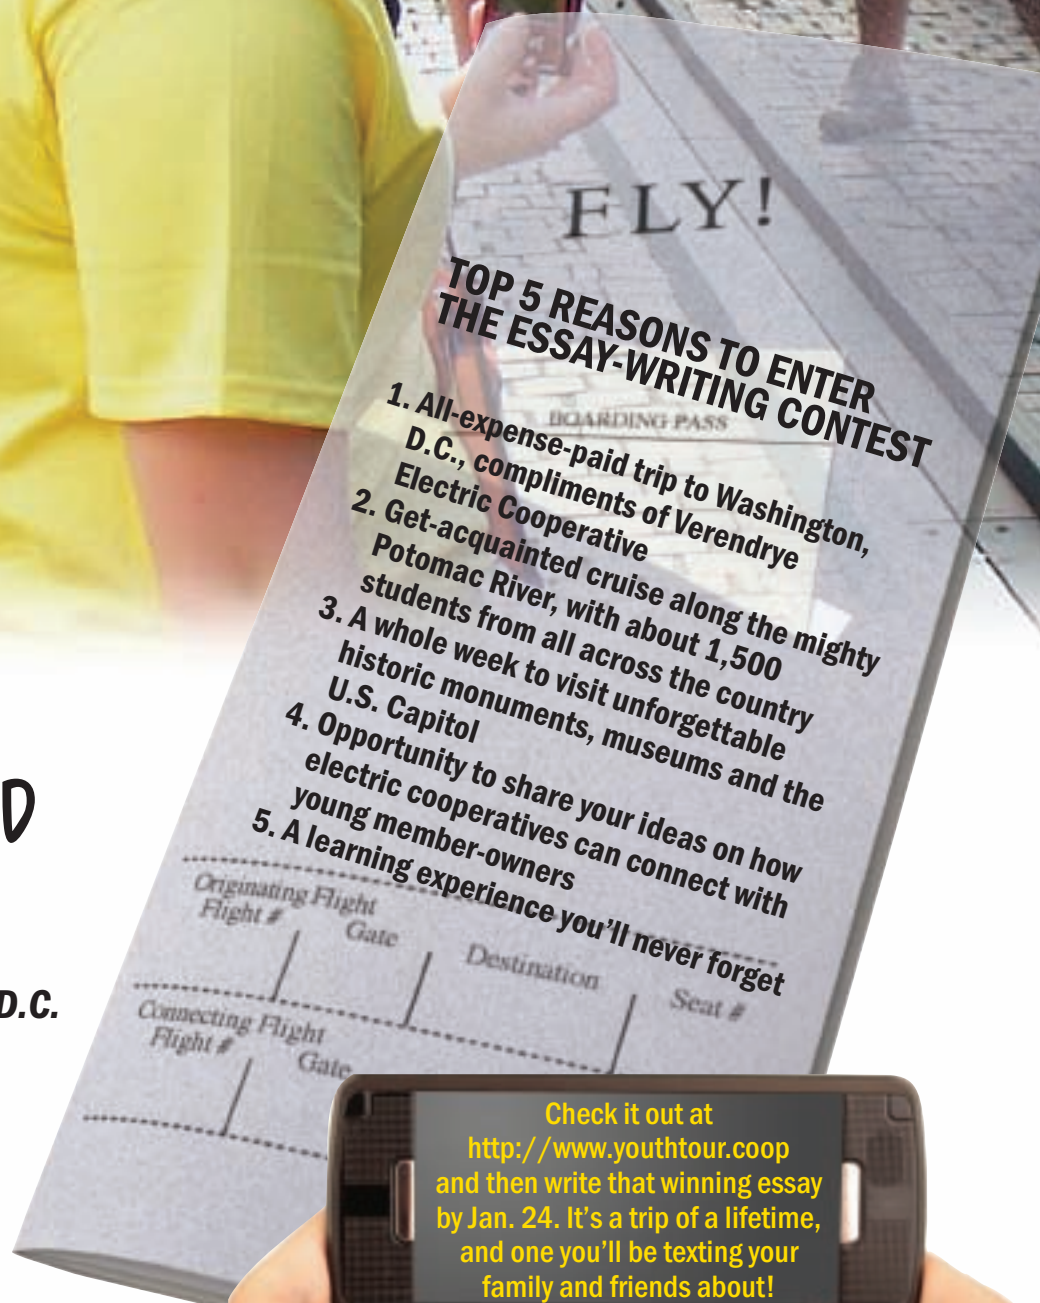 FLY!
TOP 5 REASONS TO ENTER
THE ESSAY-WRITING CONTEST
BOARDING PASS
1. All-expense-paid trip to Washington,
D.C., compliments of Verendrye
Electric Cooperative
2. Get-acquainted cruise along the mighty
Potomac River, with about 1,500
students from all across the country
3. A whole week to visit unforgettable
historic monuments, museums and the
U.S. Capitol
4. Opportunity to share your ideas on how
electric cooperatives can connect with
young member-owners
5. A learning experience you'll never forget
D
D.C.
Originating Flight
Flight # Gate Destination Seat #
Connecting Flight
Flight # Gate
Check it out at
http://www.youthtour.coop
and then write that winning essay
by Jan. 24. It's a trip of a lifetime,
and one you'll be texting your
family and friends about!